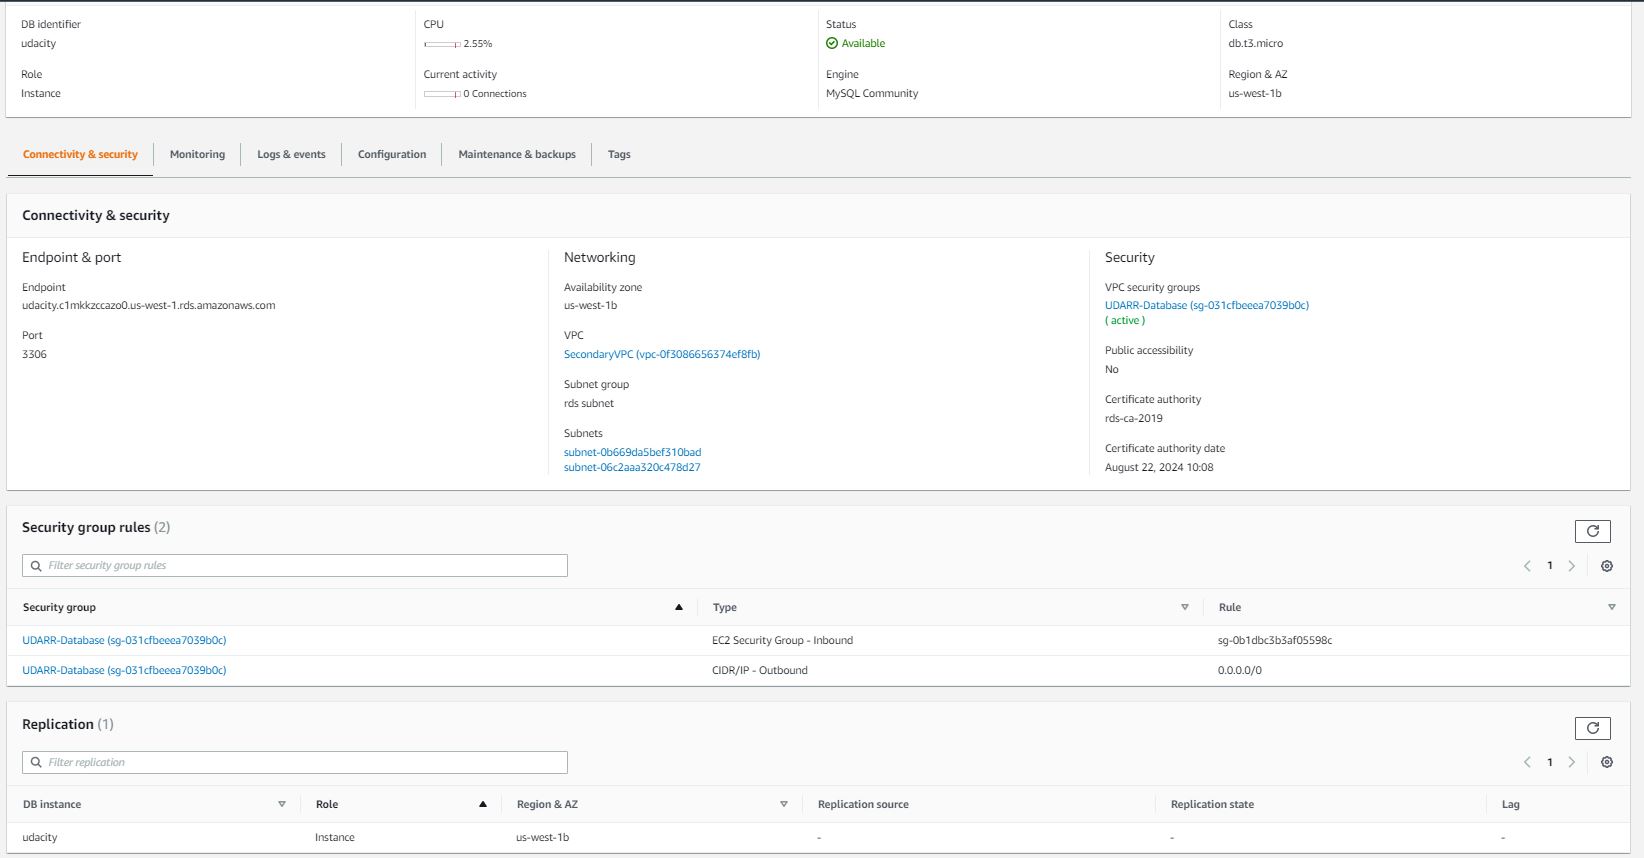 DB identifier
udacity
CPU
2.55%
Status
Available
Class
db.t3.micro
Role
Instance
Current activity
0 Connections
Engine
MySQL Community
Region & AZ
us-west-1b
Connectivity & security
Monitoring
Logs & events
Configuration
Maintenance & backups
Tags
Connectivity & security
Endpoint & port
Endpoint
udacity.c1mkkzccazo0.us-west-1.rds.amazonaws.com
Port
3306
Networking
Availability zone
us-west-1b
VPC
SecondaryVPC (vpc-0f3086656374ef8fb)
Subnet group
rds subnet
Subnets
subnet-0b669da5bef310bad
subnet-06c2aaa320c478d27
Security
VPC security groups
UDARR-Database (sg-031cfbeeea7039b0c)
( active )
Public accessibility
No
Certificate authority
rds-ca-2019
Certificate authority date
August 22, 2024 10:08
Security group rules (2)
Filter security group rules
1
Security group
Type
Rule
UDARR-Database (sg-031cfbeeea7039b0c)
EC2 Security Group - Inbound
sg-0b1dbc3b3af05598c
UDARR-Database (sg-031cfbeeea7039b0c)
CIDR/IP - Outbound
0.0.0.0/0
Replication (1)
Filter replication
1
DB instance
Role
Region & AZ
Replication source
Replication state
Lag
udacity
Instance
us-west-1b
-
-
-